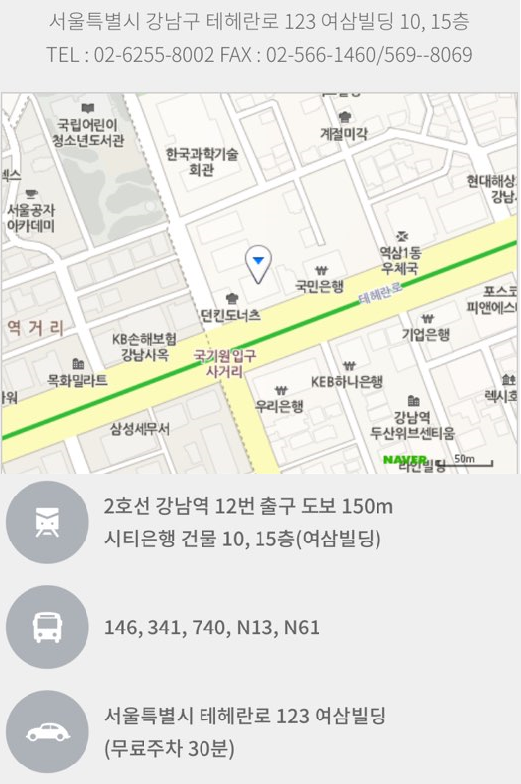 서울특별시 강남구 테헤란로 123 여삼빌딩 10, 15층
TEL : 02-6255-8002 FAX : 02-566-1460/569--8069
국립어린이
청소년도서관
계절미각
한국과학기술
회관
현대해상
강남
서울공자
아카데미
역삼1동
우체국
국민은행
테헤란로
던킨도너츠
포스코
피앤에스
역 거 리
KB손해보험
강남사옥
국기원입구
사거리
기업은행
목화밀라트
KEB하나은행
우리은행
렉시호
강남역
두산위브센티움
삼성세무서
NAVER
50m
2호선 강남역 12번 출구 도보 150m
시티은행 건물 10, 15층(여삼빌딩)
146, 341, 740, N13, N61
서울특별시 테헤란로 123 여삼빌딩
(무료주차 30분)